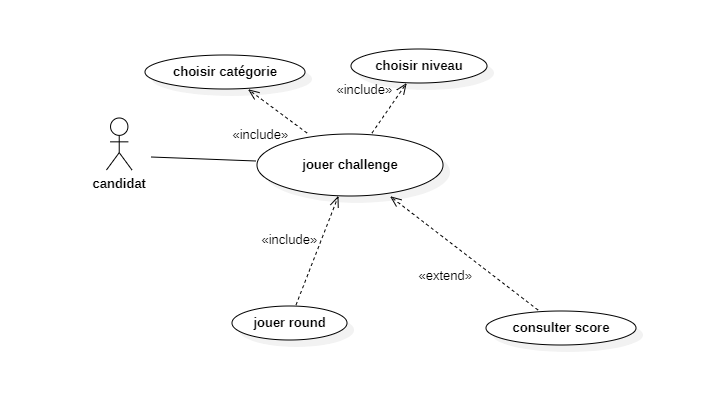 choisir catégorie
choisir niveau
«include»
«include»
candidat
jouer challenge
«include»
«extend»
jouer round
consulter score